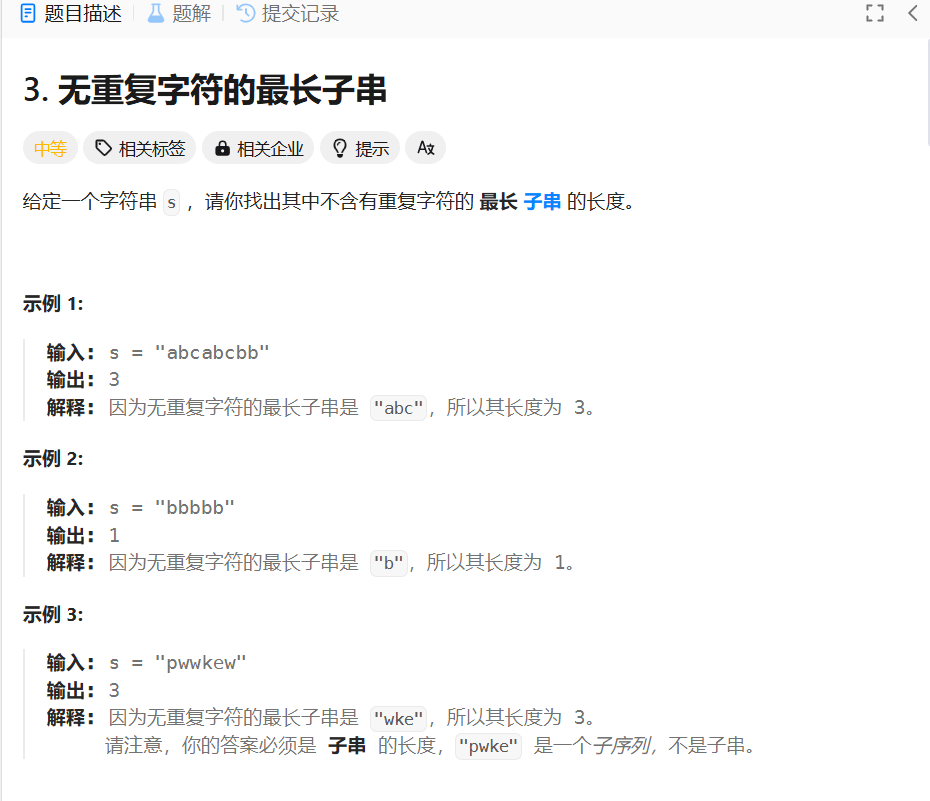 题目描述 题解 提交记录
3. 无重复字符的最长子串
中等 相关标签 相关企业 提示 Aあ
给定一个字符串 s ，请你找出其中不含有重复字符的 最长 子串 的长度。
示例 1:
输入: s = "abcabcbb"
输出: 3
解释: 因为无重复字符的最长子串是 "abc"，所以其长度为 3。
示例 2:
输入: s = "bbbbb"
输出: 1
解释: 因为无重复字符的最长子串是 "b"，所以其长度为 1。
示例 3:
输入: s = "pwwkew"
输出: 3
解释: 因为无重复字符的最长子串是 "wke"，所以其长度为 3。
请注意，你的答案必须是 子串 的长度，"pwke" 是一个子序列，不是子串。